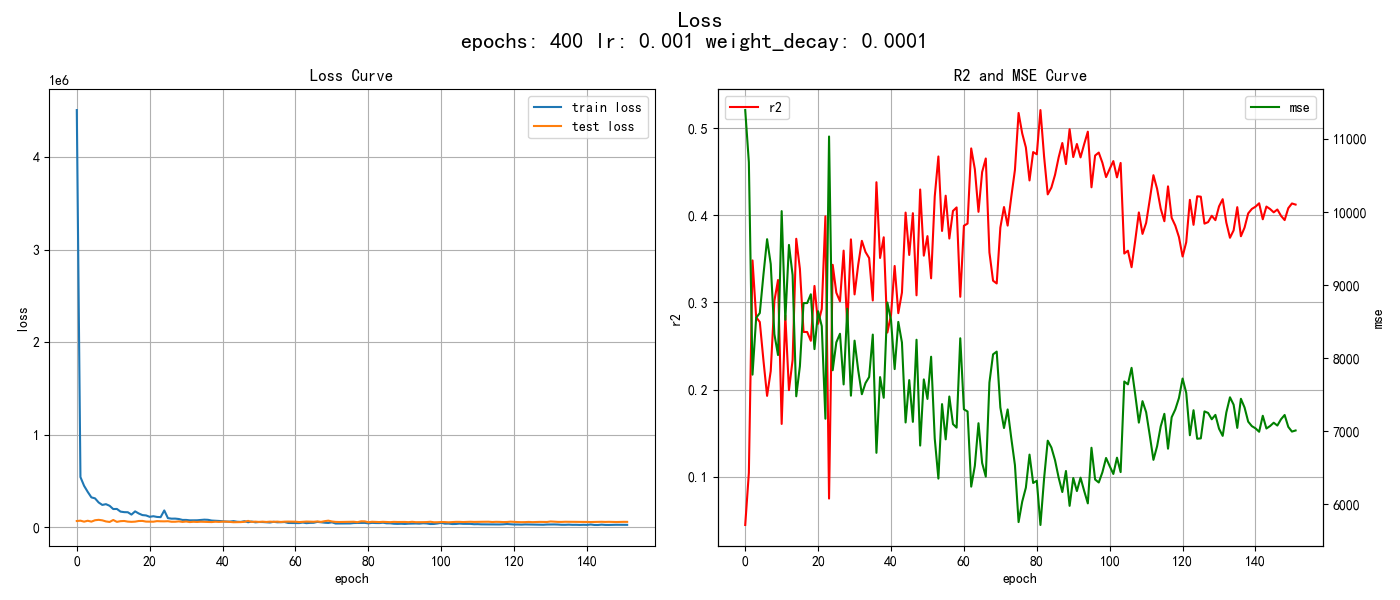 Loss
epochs: 400 lr: 0.001 weight_decay: 0.0001
Loss Curve
1e6
train loss
test loss
4
3
2
1
0
loss
0 20 40 60 80 100 120 140
epoch
R2 and MSE Curve
r2
mse
0.5
0.4
0.3
0.2
0.1
r2
11000
10000
9000
8000
7000
6000
mse
0 20 40 60 80 100 120 140
epoch